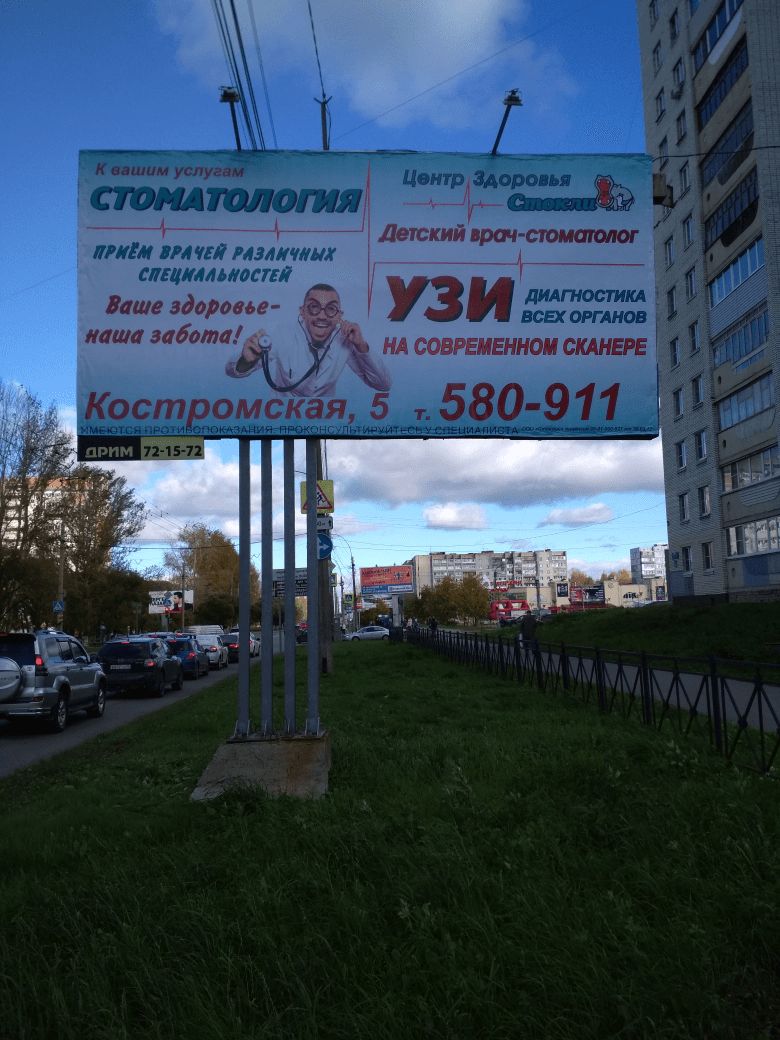 К вашим услугам
СТОМАТОЛОГИЯ
ПРИЁМ ВРАЧЕЙ РАЗЛИЧНЫХ
СПЕЦИАЛЬНОСТЕЙ
Ваше здоровье-
наша забота!
Центр Здоровья
Стокли
Детский врач-стоматолог
УЗИ
ДИАГНОСТИКА
ВСЕХ ОРГАНОВ
НА СОВРЕМЕННОМ СКАНЕРЕ
Костромская, 5 т. 580-911
ИМЕЮТСЯ ПРОТИВОПОКАЗАНИЯ. ПРОКОНСУЛЬТИРУЙТЕСЬ У СПЕЦИАЛИСТА
ДРИМ 72-15-72